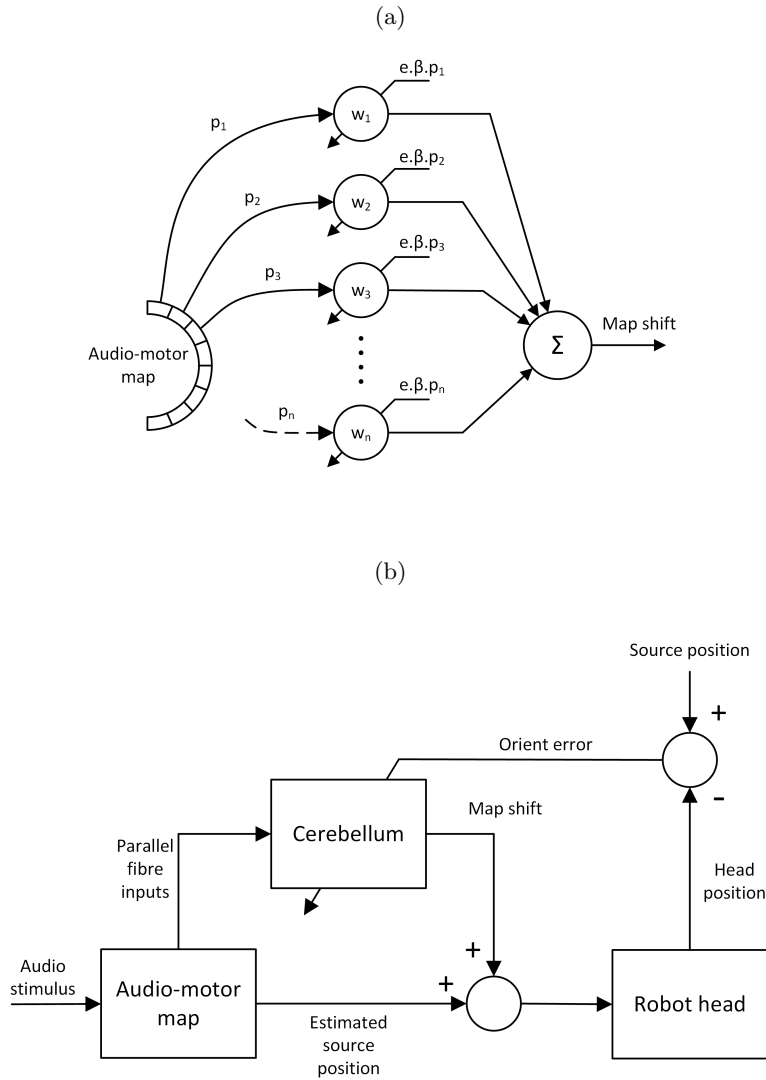 (a)
e.β.p₁
p₁
w₁
e.β.p₂
p₂
w₂
e.β.p₃
p₃
w₃
Audio-motor
map
Σ
Map shift
e.β.pₙ
pₙ
wₙ
(b)
Source position
+
Orient error
-
Cerebellum
Map shift
Parallel
fibre
inputs
Head
position
+
Audio
stimulus
Audio-motor
map
+
Estimated
source
position
Robot head